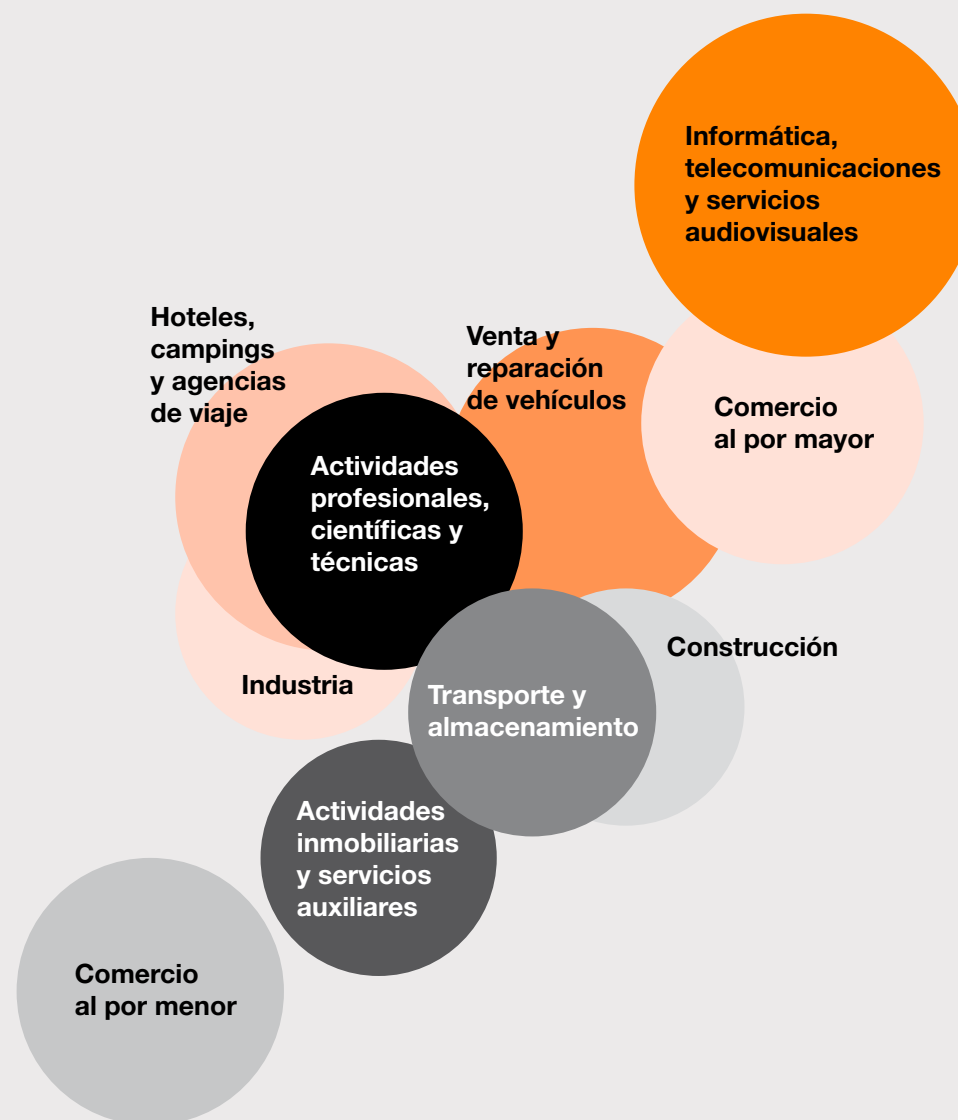 Informática,
telecomunicaciones
y servicios
audiovisuales
Hoteles,
campings
y agencias
de viaje
Venta y
reparación
de vehículos
Comercio
al por mayor
Actividades
profesionales,
científicas y
técnicas
Construcción
Industria
Transporte y
almacenamiento
Actividades
inmobiliarias
y servicios
auxiliares
Comercio
al por menor